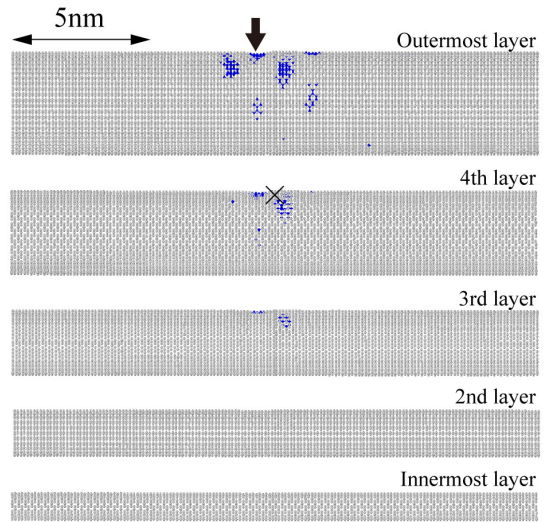 5nm
Outermost layer
4th layer
3rd layer
2nd layer
Innermost layer